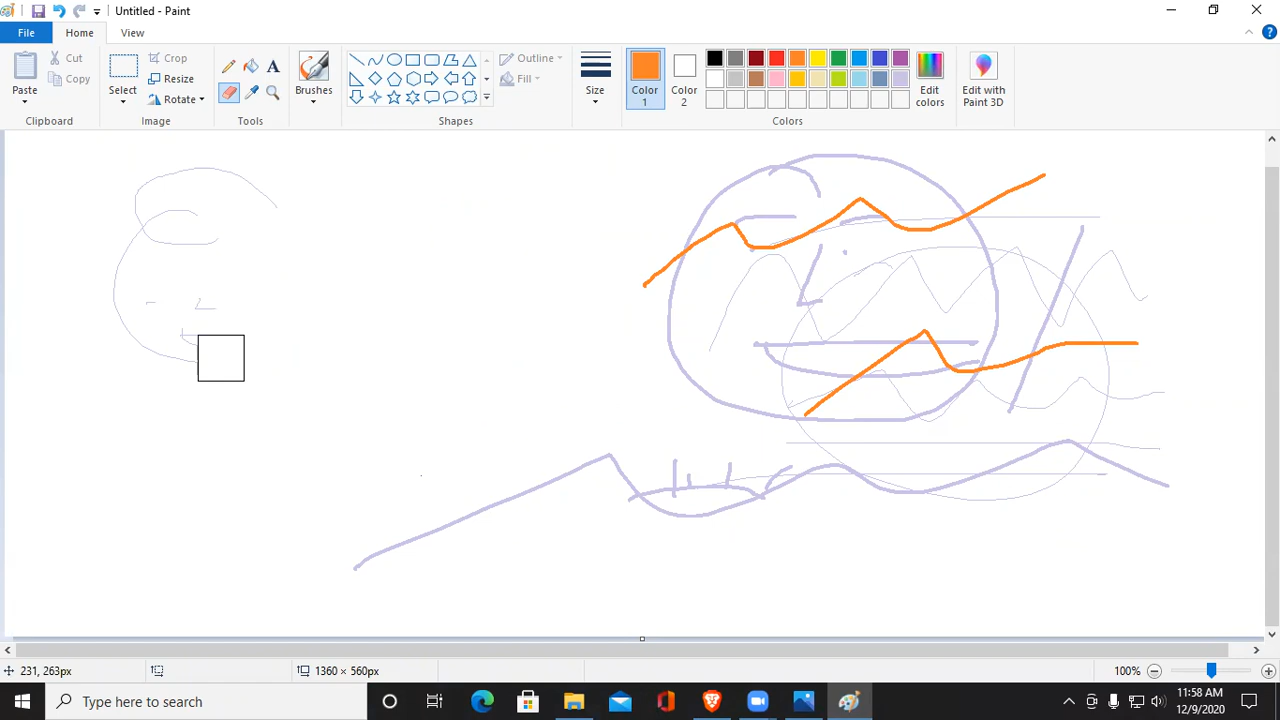 Untitled - Paint
File
Home
View
Paste
Cut
Copy
Clipboard
Select
Crop
Resize
Rotate
Image
A
Tools
Brushes
Outline
Fill
Shapes
Size
Color
1
Color
2
Edit
colors
Colors
Edit with
Paint 3D
231, 263px
1360 × 560px
100%
Type here to search
11:58 AM
12/9/2020